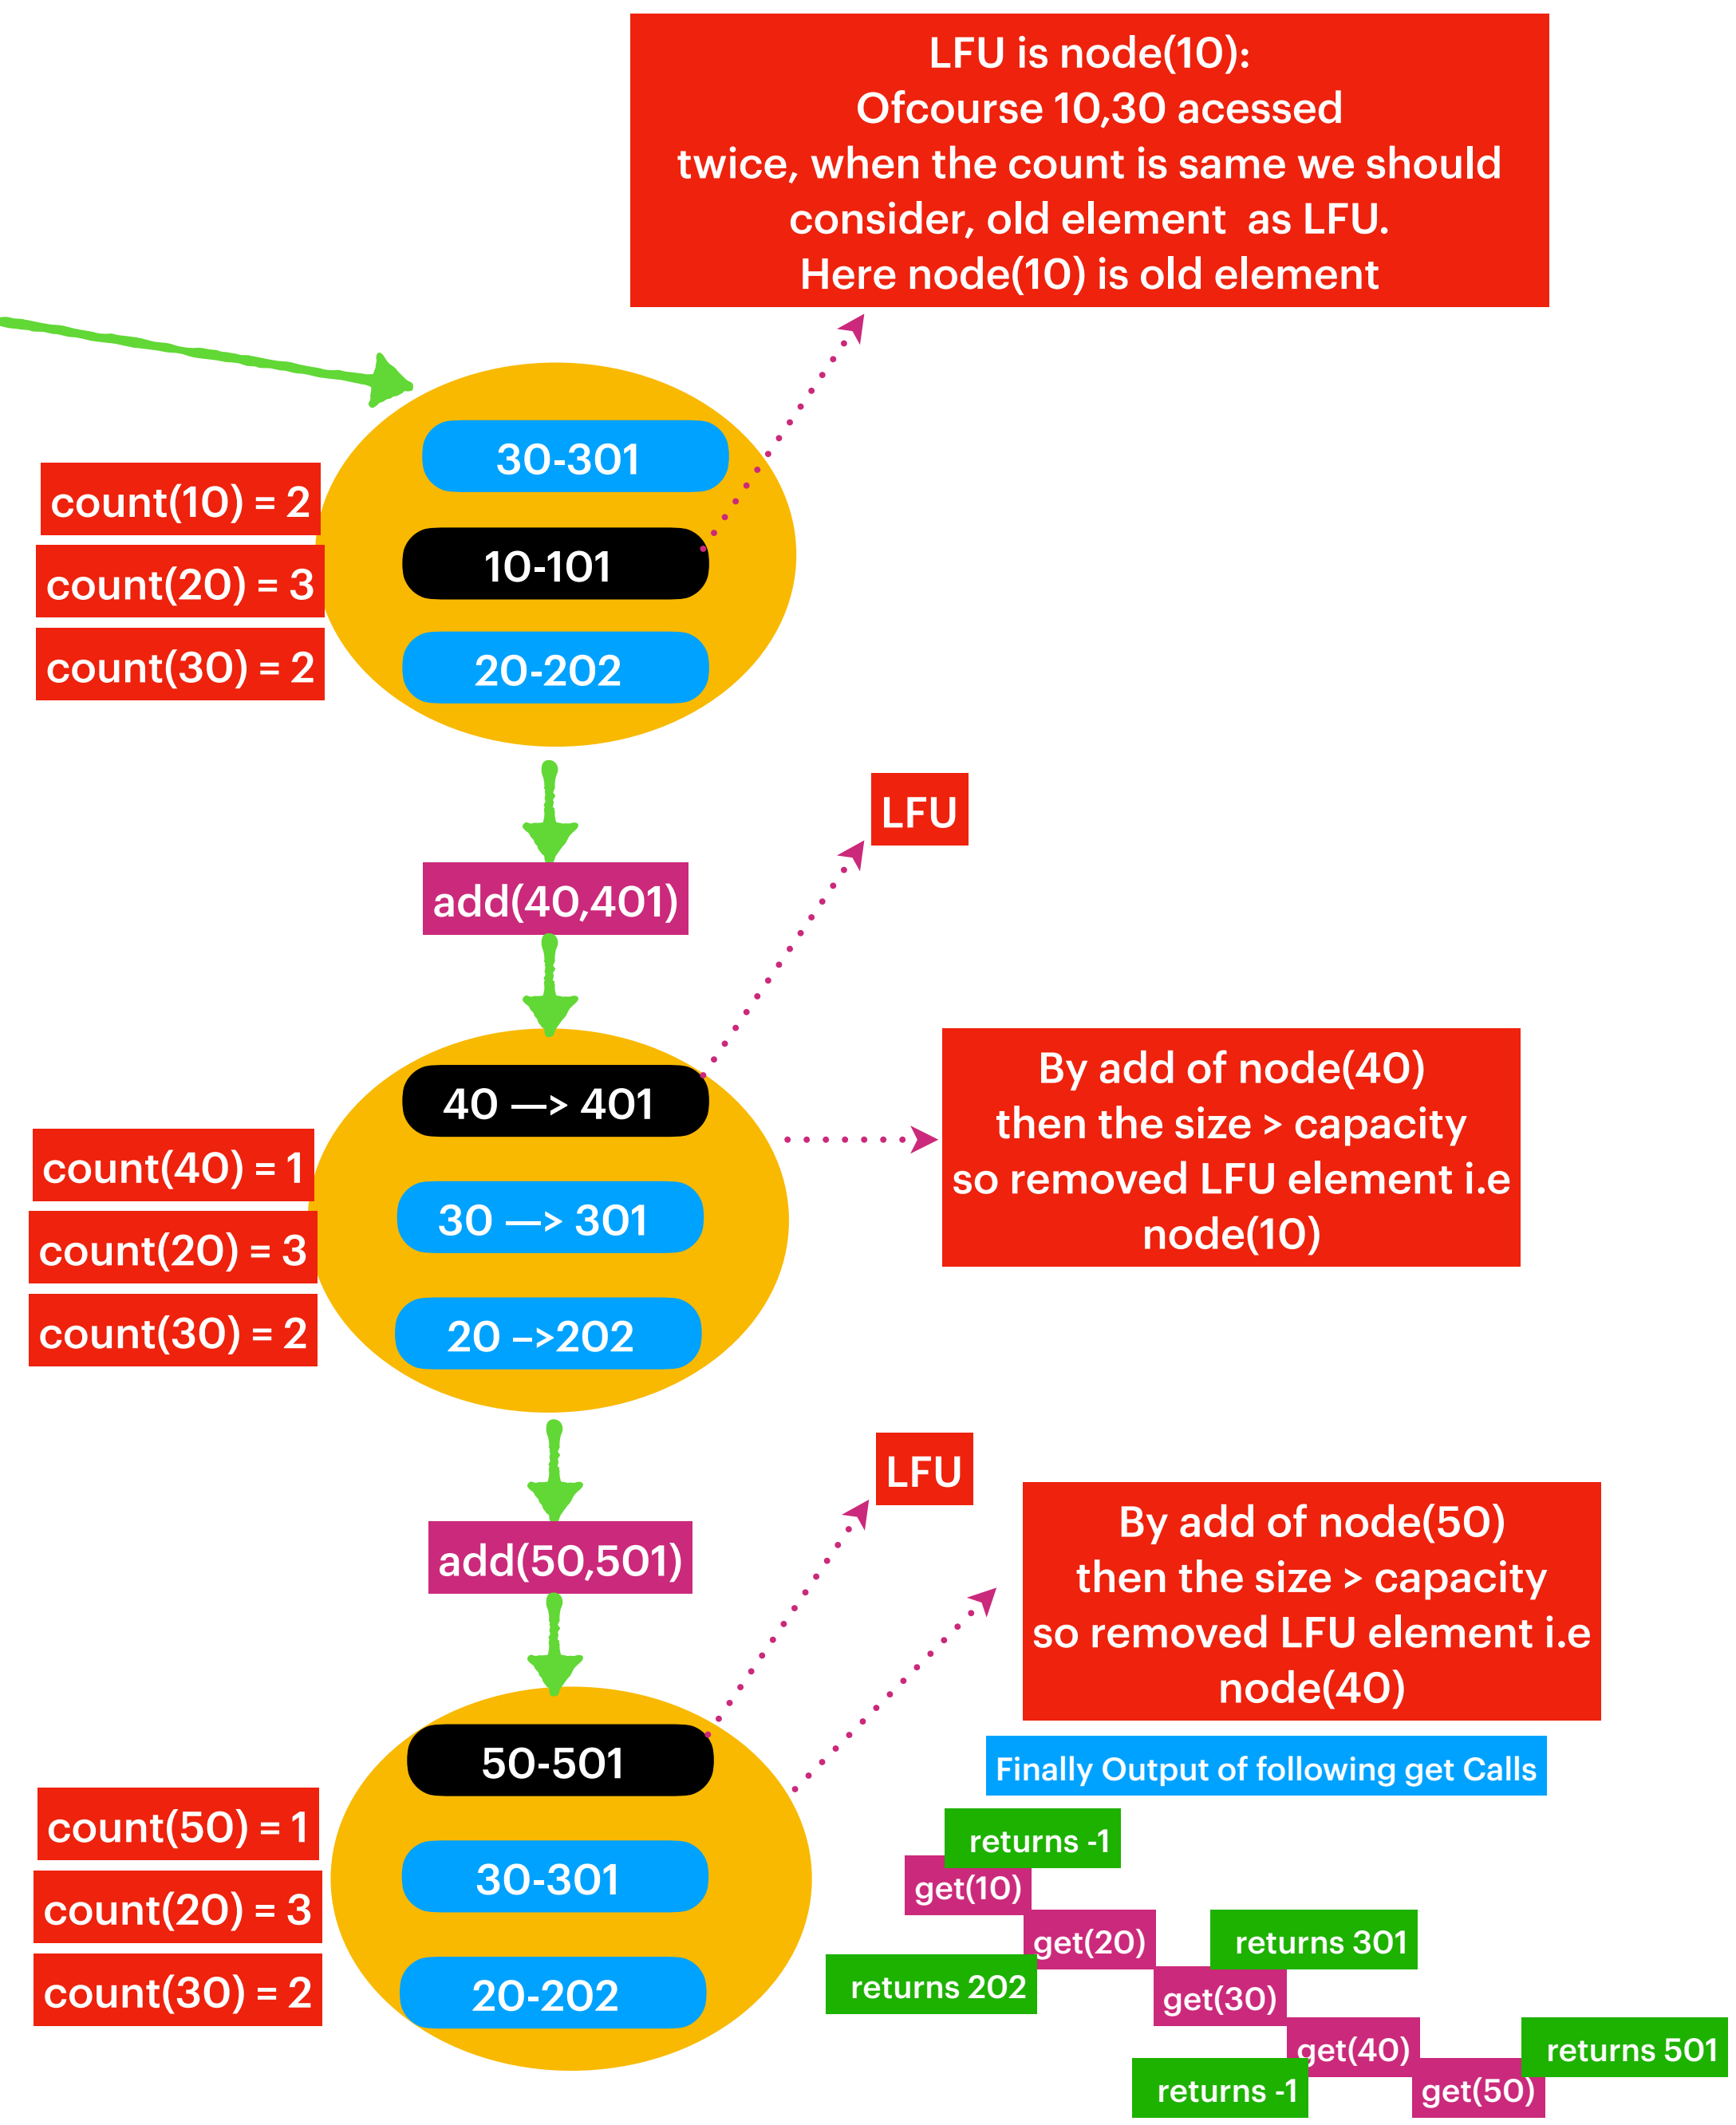 LFU is node(10):
Ofcourse 10,30 acessed
twice, when the count is same we should
consider, old element as LFU.
Here node(10) is old element
30-301
count(10) = 2
10-101
count(20) = 3
count(30) = 2
20-202
LFU
add(40,401)
By add of node(40)
then the size > capacity
so removed LFU element i.e
node(10)
40 —> 401
count(40) = 1
30 —> 301
count(20) = 3
count(30) = 2
20 –>202
LFU
By add of node(50)
then the size > capacity
so removed LFU element i.e
node(40)
add(50,501)
50-501
Finally Output of following get Calls
count(50) = 1
30-301
count(20) = 3
count(30) = 2
20-202
returns -1
get(10)
get(20)
returns 202
returns 301
get(30)
get(40)
returns -1
returns 501
get(50)